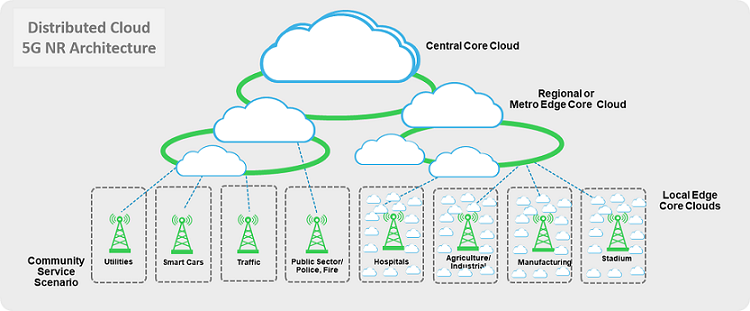 Distributed Cloud
5G NR Architecture
Central Core Cloud
Regional or
Metro Edge Core Cloud
Local Edge
Core Clouds
Community
Service
Scenario
Utilities
Smart Cars
Traffic
Public Sector/
Police, Fire
Hospitals
Agriculture/
Industrial
Manufacturing
Stadium